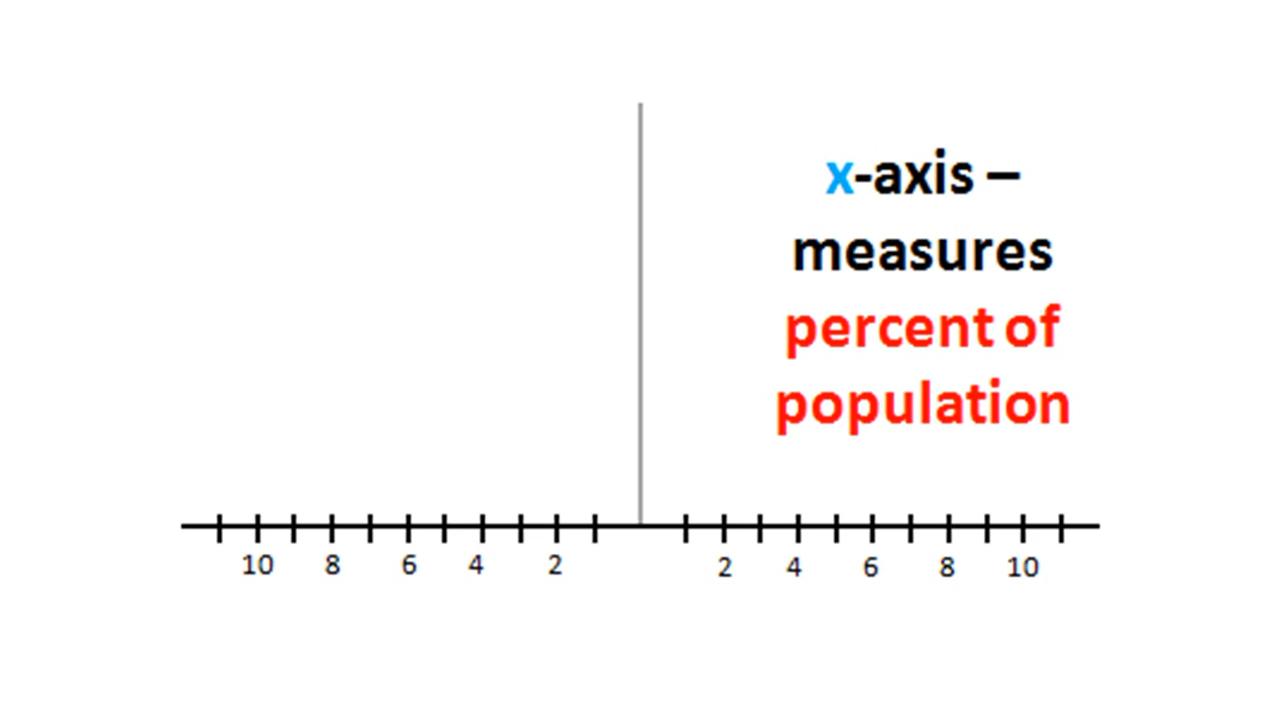 x-axis –
measures
percent of
population
10 8 6 4 2 2 4 6 8 10